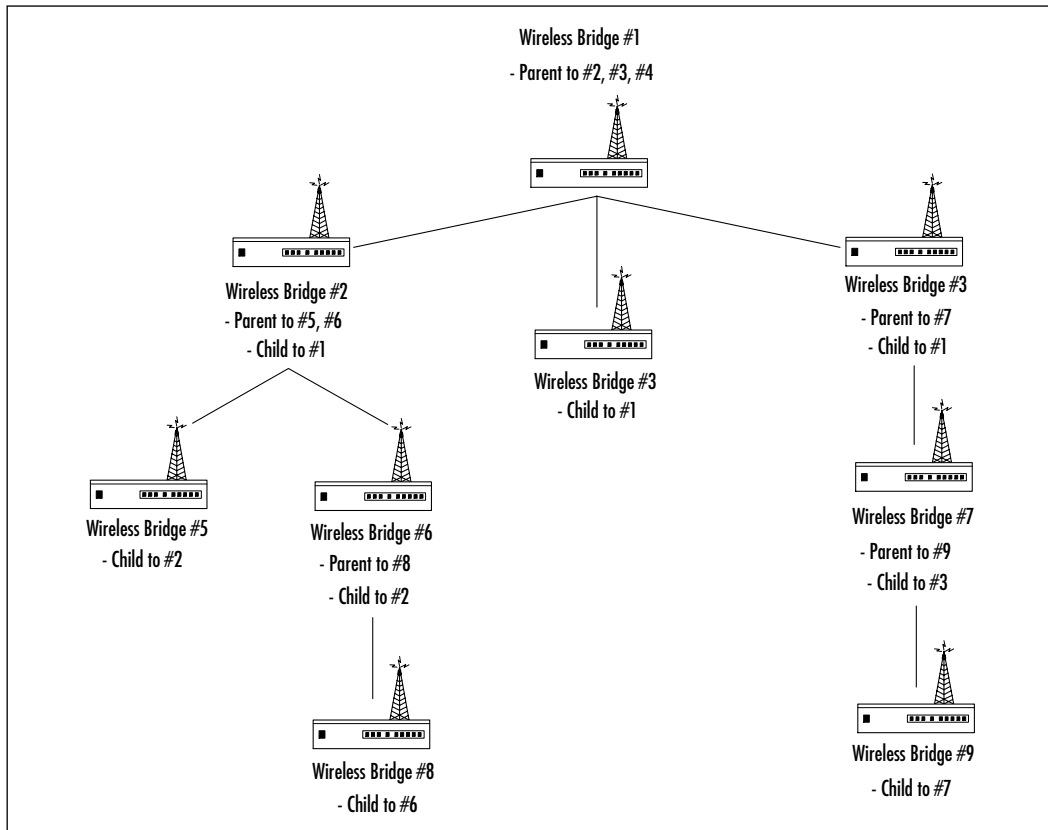 Wireless Bridge #1
- Parent to #2, #3, #4
Wireless Bridge #2
- Parent to #5, #6
- Child to #1
Wireless Bridge #3
- Child to #1
Wireless Bridge #3
- Parent to #7
- Child to #1
Wireless Bridge #5
- Child to #2
Wireless Bridge #6
- Parent to #8
- Child to #2
Wireless Bridge #7
- Parent to #9
- Child to #3
Wireless Bridge #8
- Child to #6
Wireless Bridge #9
- Child to #7